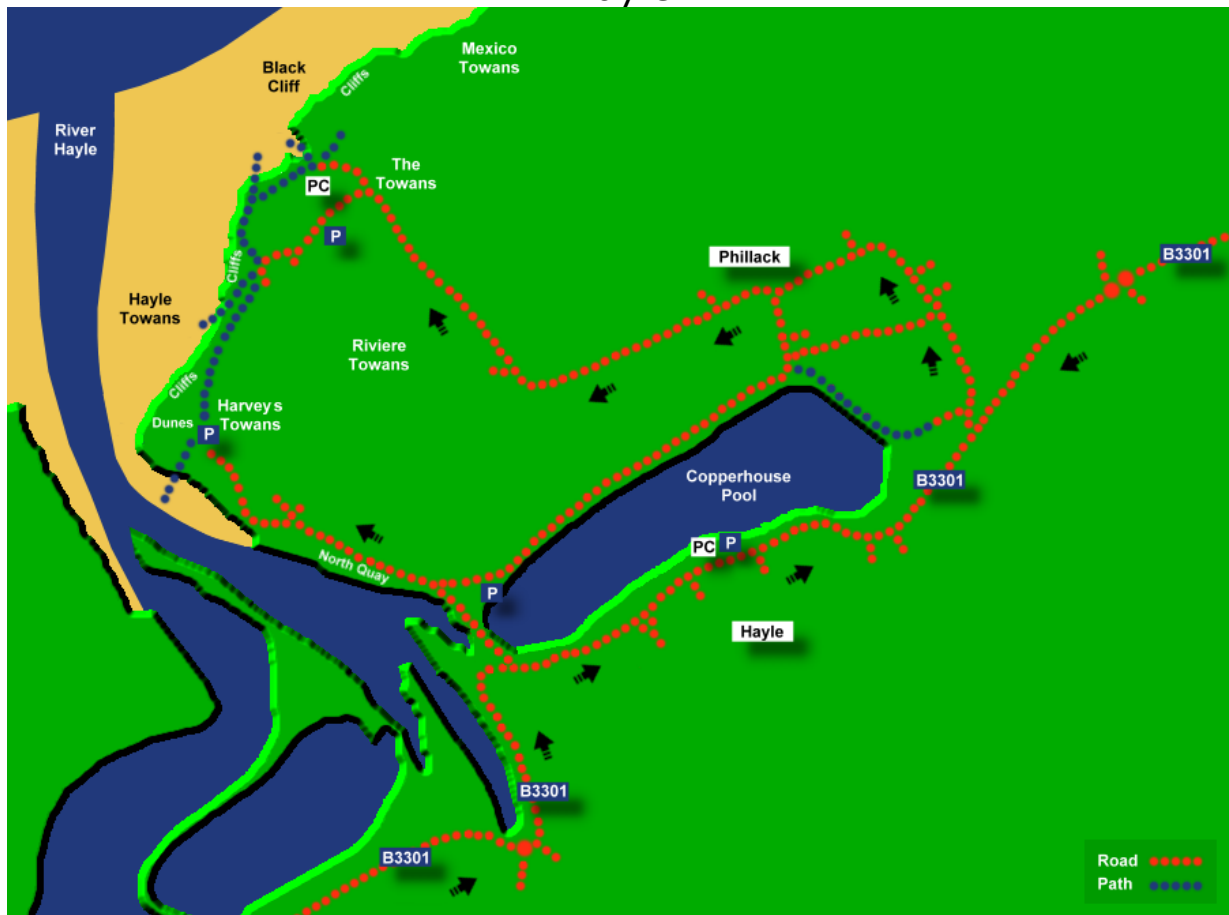 Mexico
Towans
Black
Cliff
Cliffs
River
Hayle
The
Towans
PC
P
B3301
Phillack
Cliffs
Hayle
Towans
Riviere
Towans
Cliffs
Harvey's
Towans
Dunes
P
Copperhouse
Pool
B3301
PC
P
North Quay
P
Hayle
B3301
B3301
Road
Path